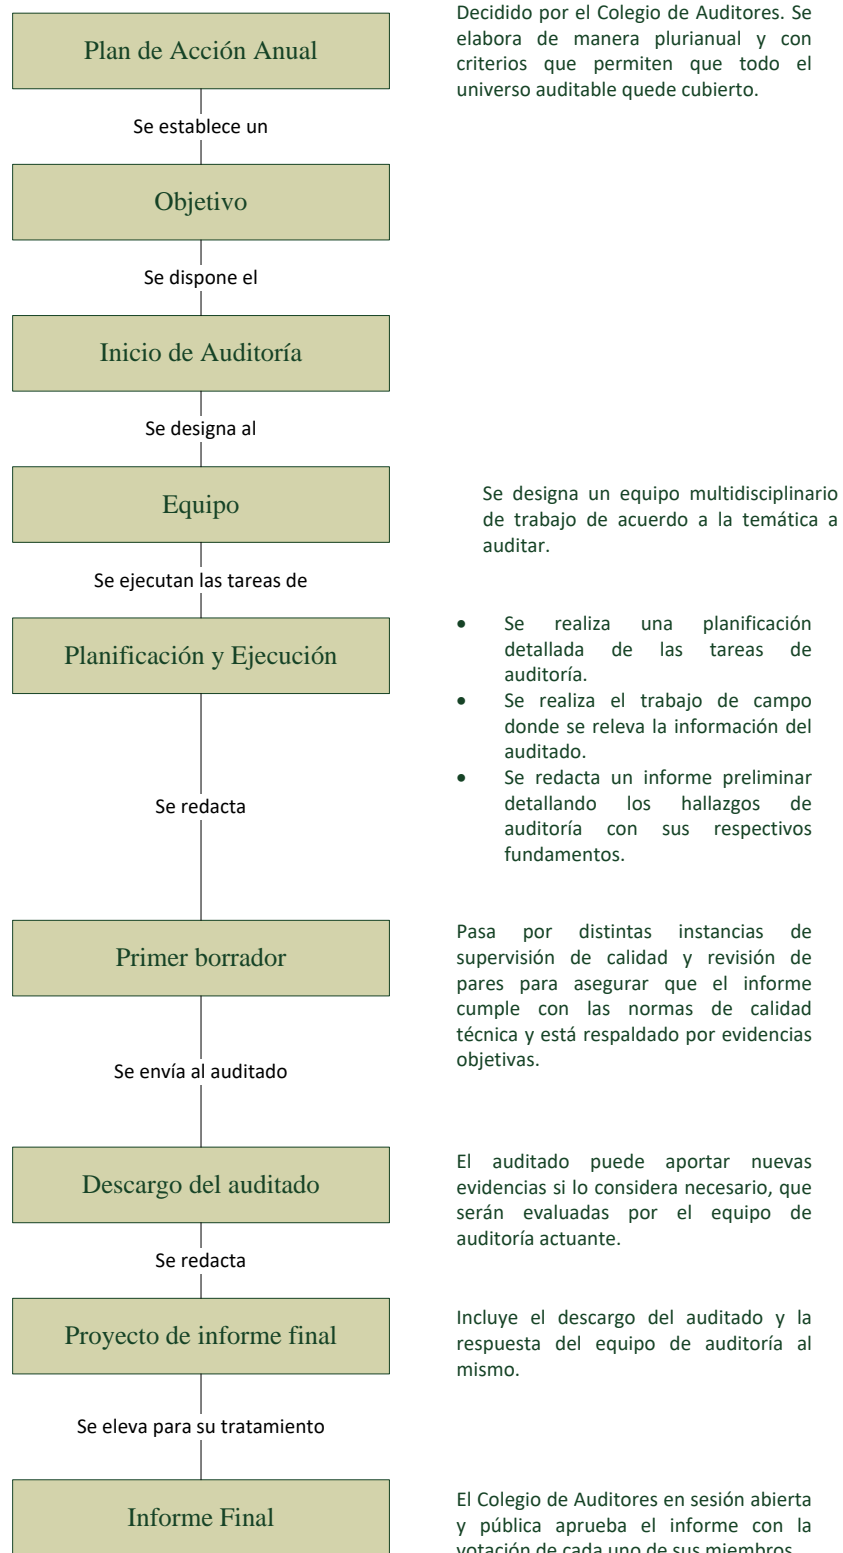 Plan de Acción Anual
Decidido por el Colegio de Auditores. Se
elabora de manera plurianual y con
criterios que permiten que todo el
universo auditable quede cubierto.
Se establece un
Objetivo
Se dispone el
Inicio de Auditoría
Se designa al
Equipo
Se designa un equipo multidisciplinario
de trabajo de acuerdo a la temática a
auditar.
Se ejecutan las tareas de
Planificación y Ejecución
• Se realiza una planificación
detallada de las tareas de
auditoría.
• Se realiza el trabajo de campo
donde se releva la información del
auditado.
• Se redacta un informe preliminar
detallando los hallazgos de
auditoría con sus respectivos
fundamentos.
Se redacta
Primer borrador
Pasa por distintas instancias de
supervisión de calidad y revisión de
pares para asegurar que el informe
cumple con las normas de calidad
técnica y está respaldado por evidencias
objetivas.
Se envía al auditado
Descargo del auditado
El auditado puede aportar nuevas
evidencias si lo considera necesario, que
serán evaluadas por el equipo de
auditoría actuante.
Se redacta
Proyecto de informe final
Incluye el descargo del auditado y la
respuesta del equipo de auditoría al
mismo.
Se eleva para su tratamiento
Informe Final
El Colegio de Auditores en sesión abierta
y pública aprueba el informe con la
votación de cada uno de sus miembros.